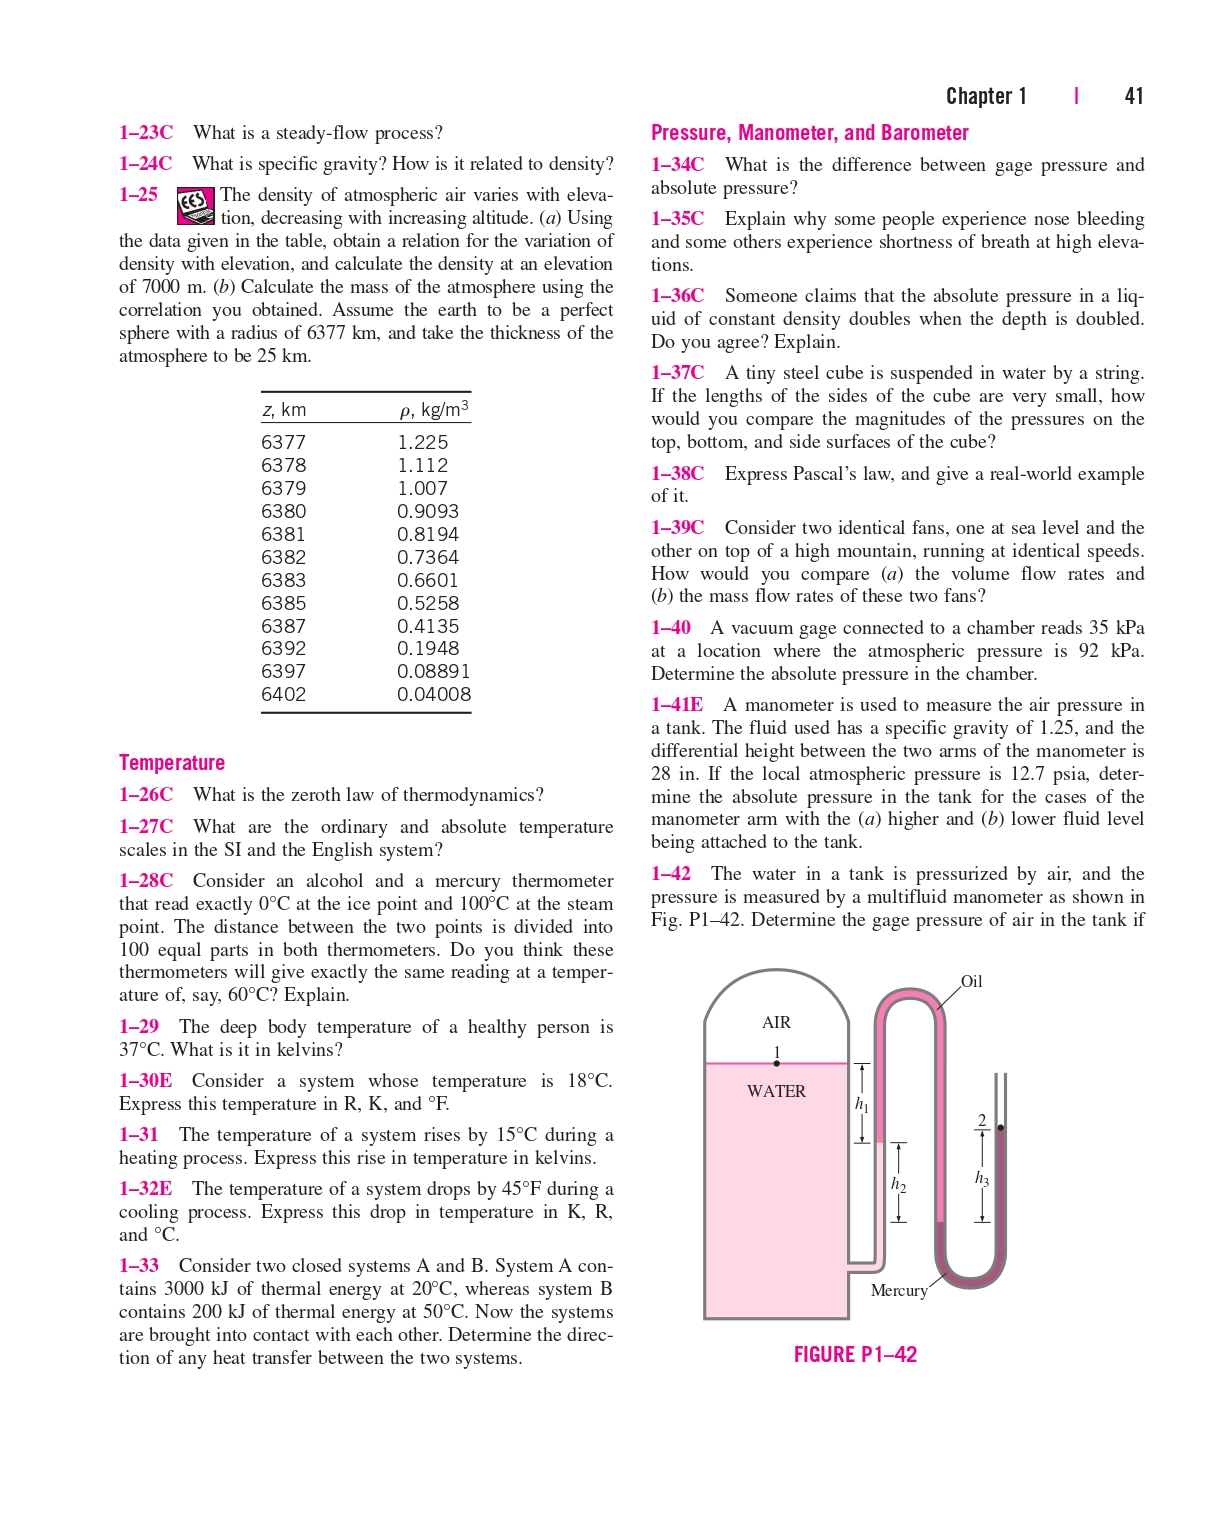 Chapter 1 | 41
1–23C What is a steady-flow process?
1–24C What is specific gravity? How is it related to density?
1–25 EES The density of atmospheric air varies with eleva-
tion, decreasing with increasing altitude. (a) Using
the data given in the table, obtain a relation for the variation of
density with elevation, and calculate the density at an elevation
of 7000 m. (b) Calculate the mass of the atmosphere using the
correlation you obtained. Assume the earth to be a perfect
sphere with a radius of 6377 km, and take the thickness of the
atmosphere to be 25 km.
z, km ρ, kg/m³
6377 1.225
6378 1.112
6379 1.007
6380 0.9093
6381 0.8194
6382 0.7364
6383 0.6601
6385 0.5258
6387 0.4135
6392 0.1948
6397 0.08891
6402 0.04008
Temperature
1–26C What is the zeroth law of thermodynamics?
1–27C What are the ordinary and absolute temperature
scales in the SI and the English system?
1–28C Consider an alcohol and a mercury thermometer
that read exactly 0°C at the ice point and 100°C at the steam
point. The distance between the two points is divided into
100 equal parts in both thermometers. Do you think these
thermometers will give exactly the same reading at a temper-
ature of, say, 60°C? Explain.
1–29 The deep body temperature of a healthy person is
37°C. What is it in kelvins?
1–30E Consider a system whose temperature is 18°C.
Express this temperature in R, K, and °F.
1–31 The temperature of a system rises by 15°C during a
heating process. Express this rise in temperature in kelvins.
1–32E The temperature of a system drops by 45°F during a
cooling process. Express this drop in temperature in K, R,
and °C.
1–33 Consider two closed systems A and B. System A con-
tains 3000 kJ of thermal energy at 20°C, whereas system B
contains 200 kJ of thermal energy at 50°C. Now the systems
are brought into contact with each other. Determine the direc-
tion of any heat transfer between the two systems.
Pressure, Manometer, and Barometer
1–34C What is the difference between gage pressure and
absolute pressure?
1–35C Explain why some people experience nose bleeding
and some others experience shortness of breath at high eleva-
tions.
1–36C Someone claims that the absolute pressure in a liq-
uid of constant density doubles when the depth is doubled.
Do you agree? Explain.
1–37C A tiny steel cube is suspended in water by a string.
If the lengths of the sides of the cube are very small, how
would you compare the magnitudes of the pressures on the
top, bottom, and side surfaces of the cube?
1–38C Express Pascal's law, and give a real-world example
of it.
1–39C Consider two identical fans, one at sea level and the
other on top of a high mountain, running at identical speeds.
How would you compare (a) the volume flow rates and
(b) the mass flow rates of these two fans?
1–40 A vacuum gage connected to a chamber reads 35 kPa
at a location where the atmospheric pressure is 92 kPa.
Determine the absolute pressure in the chamber.
1–41E A manometer is used to measure the air pressure in
a tank. The fluid used has a specific gravity of 1.25, and the
differential height between the two arms of the manometer is
28 in. If the local atmospheric pressure is 12.7 psia, deter-
mine the absolute pressure in the tank for the cases of the
manometer arm with the (a) higher and (b) lower fluid level
being attached to the tank.
1–42 The water in a tank is pressurized by air, and the
pressure is measured by a multifluid manometer as shown in
Fig. P1–42. Determine the gage pressure of air in the tank if
Oil
AIR
1
WATER
h₁
2
h₂
h₃
Mercury
FIGURE P1–42